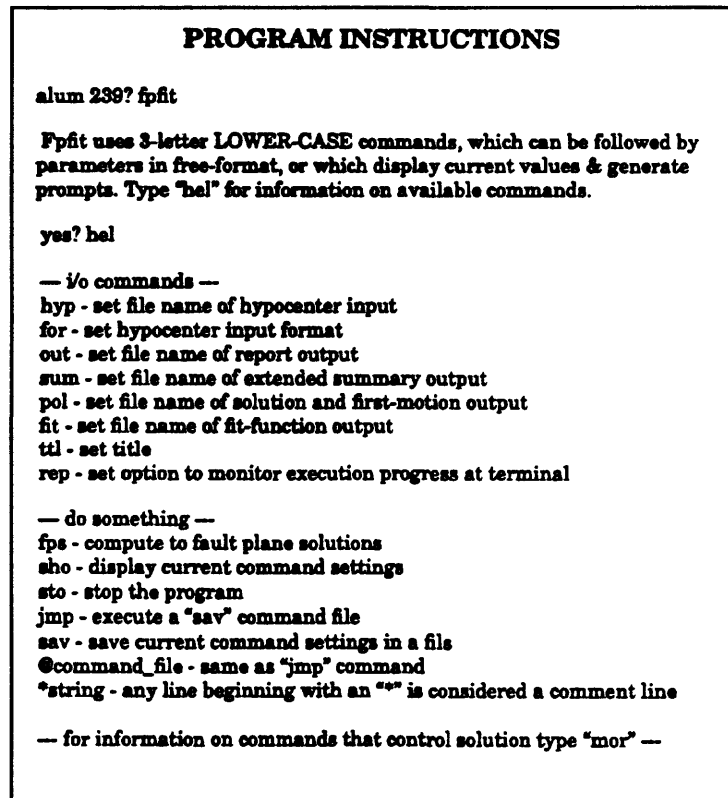 PROGRAM INSTRUCTIONS
alum 239? fpfit
Fpfit uses 3-letter LOWER-CASE commands, which can be followed by
parameters in free-format, or which display current values & generate
prompts. Type "hel" for information on available commands.
yes? hel
— i/o commands —
hyp - set file name of hypocenter input
for - set hypocenter input format
out - set file name of report output
sum - set file name of extended summary output
pol - set file name of solution and first-motion output
fit - set file name of fit-function output
ttl - set title
rep - set option to monitor execution progress at terminal
— do something —
fps - compute to fault plane solutions
sho - display current command settings
sto - stop the program
jmp - execute a "sav" command file
sav - save current command settings in a fils
@command_file - same as "jmp" command
*string - any line beginning with an "*" is considered a comment line
— for information on commands that control solution type "mor" —